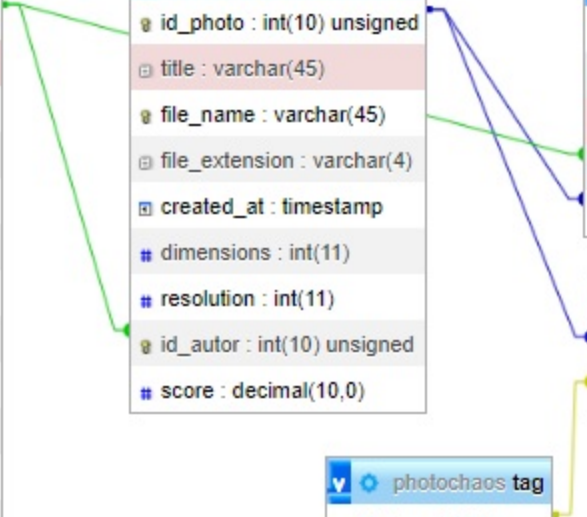 id_photo : int(10) unsigned
title : varchar(45)
file_name : varchar(45)
file_extension : varchar(4)
created_at : timestamp
dimensions : int(11)
resolution : int(11)
id_autor : int(10) unsigned
score : decimal(10,0)
v photochaos tag